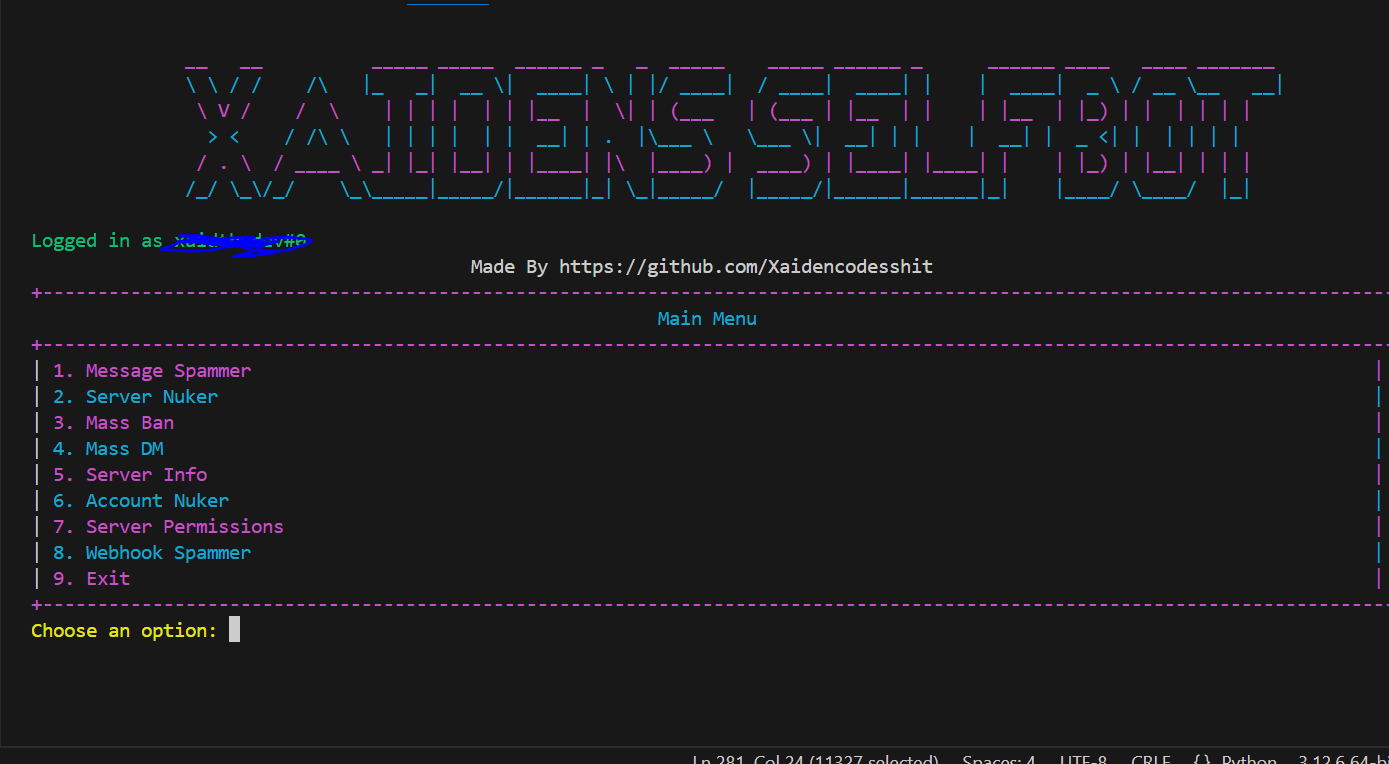 XAIDENS SELFBOT
Logged in as
Made By https://github.com/Xaidencodesshit
Main Menu
1. Message Spammer
2. Server Nuker
3. Mass Ban
4. Mass DM
5. Server Info
6. Account Nuker
7. Server Permissions
8. Webhook Spammer
9. Exit
Choose an option:
Ln 281, Col 24 (11327 selected) Spaces: 4 UTF-8 CRLF {} Python 3.12.6 64-b